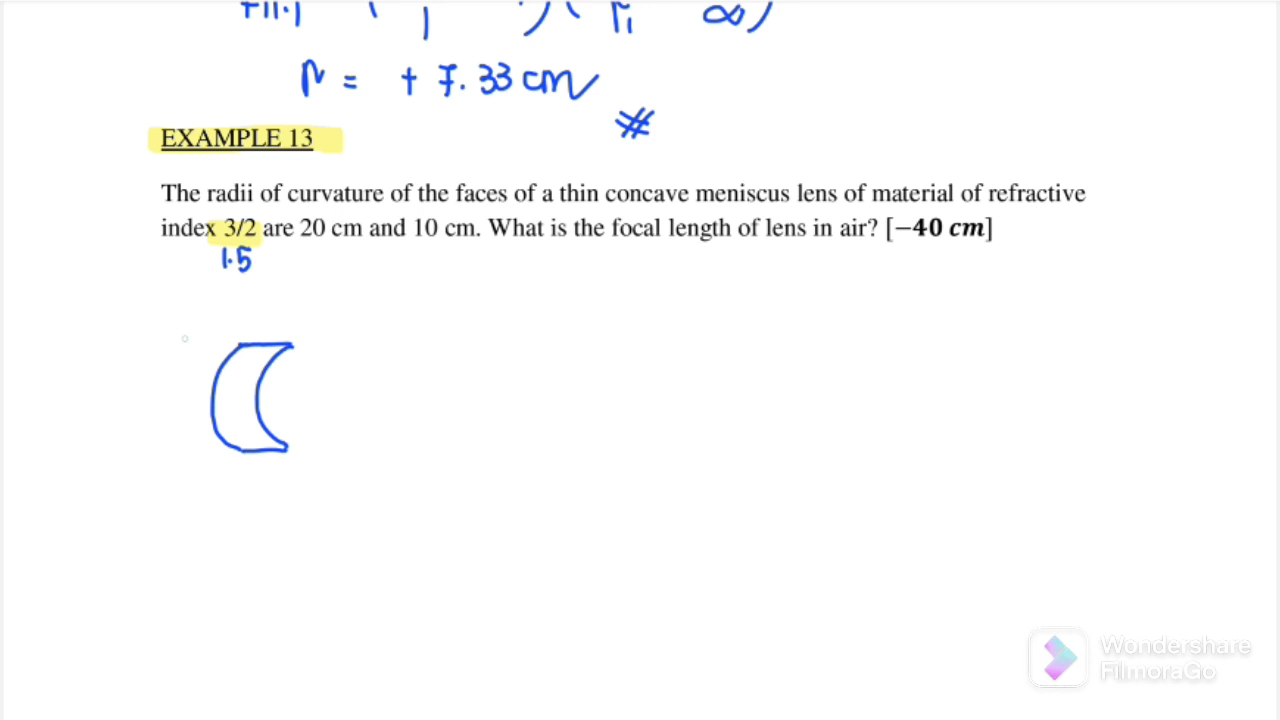 r = + 7.33 cm
EXAMPLE 13
The radii of curvature of the faces of a thin concave meniscus lens of material of refractive
index 3/2 are 20 cm and 10 cm. What is the focal length of lens in air? [−40 cm]
1.5
Wondershare
FilmoraGo